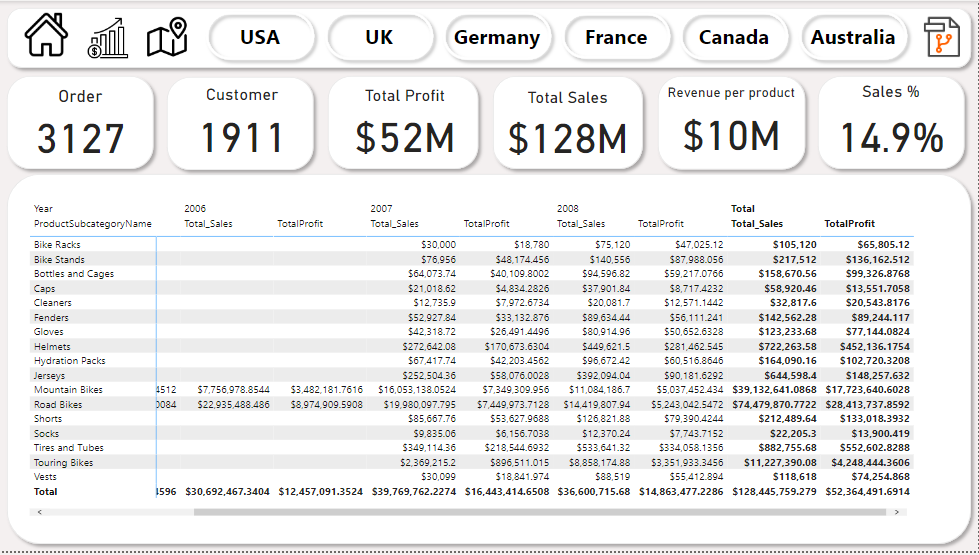 USA UK Germany France Canada Australia
Order Customer Total Profit Total Sales Revenue per product Sales %
3127 1911 $52M $128M $10M 14.9%
Year 2006 2007 2008 Total
ProductSubcategoryName Total_Sales TotalProfit Total_Sales TotalProfit Total_Sales TotalProfit Total_Sales TotalProfit
Bike Racks $30,000 $18,780 $75,120 $47,025.12 $105,120 $65,805.12
Bike Stands $76,956 $48,174.456 $140,556 $87,988.056 $217,512 $136,162.512
Bottles and Cages $64,073.74 $40,109.8002 $94,596.82 $59,217.0766 $158,670.56 $99,326.8768
Caps $21,018.62 $4,834.2826 $37,901.84 $8,717.4232 $58,920.46 $13,551.7058
Cleaners $12,735.9 $7,972.6734 $20,081.7 $12,571.1442 $32,817.6 $20,543.8176
Fenders $52,927.84 $33,132.876 $89,634.44 $56,111.241 $142,562.28 $89,244.117
Gloves $42,318.72 $26,491.4496 $80,914.96 $50,652.6328 $123,233.68 $77,144.0824
Helmets $272,642.08 $170,673.6304 $449,621.5 $281,462.545 $722,263.58 $452,136.1754
Hydration Packs $67,417.74 $42,203.4562 $96,672.42 $60,516.8646 $164,090.16 $102,720.3208
Jerseys $252,504.36 $58,076.0028 $392,094.04 $90,181.6292 $644,598.4 $148,257.632
Mountain Bikes 4512 $7,756,978.8544 $3,482,181.7616 $16,053,138.0524 $7,349,309.956 $11,084,186.7 $5,037,452.434 $39,132,641.0868 $17,723,640.6028
Road Bikes 0084 $22,935,488.486 $8,974,909.5908 $19,980,097.795 $7,449,973.7128 $14,419,807.94 $5,243,042.5472 $74,479,870.7722 $28,413,737.8592
Shorts $85,667.76 $53,627.9688 $126,821.88 $79,390.4244 $212,489.64 $133,018.3932
Socks $9,835.06 $6,156.7038 $12,370.24 $7,743.7152 $22,205.3 $13,900.419
Tires and Tubes $349,114.36 $218,544.6932 $533,641.32 $334,058.1356 $882,755.68 $552,602.8288
Touring Bikes $2,369,215.2 $896,511.015 $8,858,174.88 $3,351,933.3456 $11,227,390.08 $4,248,444.3606
Vests $30,099 $18,841.974 $88,519 $55,412.894 $118,618 $74,254.868
Total 4596 $30,692,467.3404 $12,457,091.3524 $39,769,762.2274 $16,443,414.6508 $36,600,715.68 $14,863,477.2286 $128,445,759.279 $52,364,491.6914